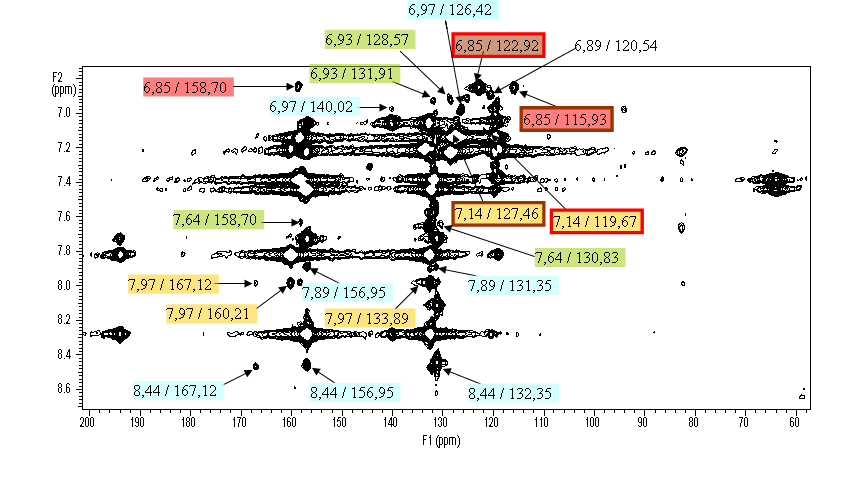 6,97 / 126,42
6,93 / 128,57
6,85 / 122,92
6,89 / 120,54
F2
(ppm)
6,93 / 131,91
6,85 / 158,70
6,97 / 140,02
7.0
6,85 / 115,93
7.2
7.4
7,14 / 127,46
7.6
7,64 / 158,70
7,14 / 119,67
7.8
7,64 / 130,83
8.0
7,97 / 167,12
7,89 / 156,95
7,89 / 131,35
7,97 / 160,21
7,97 / 133,89
8.2
8.4
8.6
8,44 / 167,12
8,44 / 156,95
8,44 / 132,35
200 190 180 170 160 150 140 130 120 110 100 90 80 70 60
F1 (ppm)